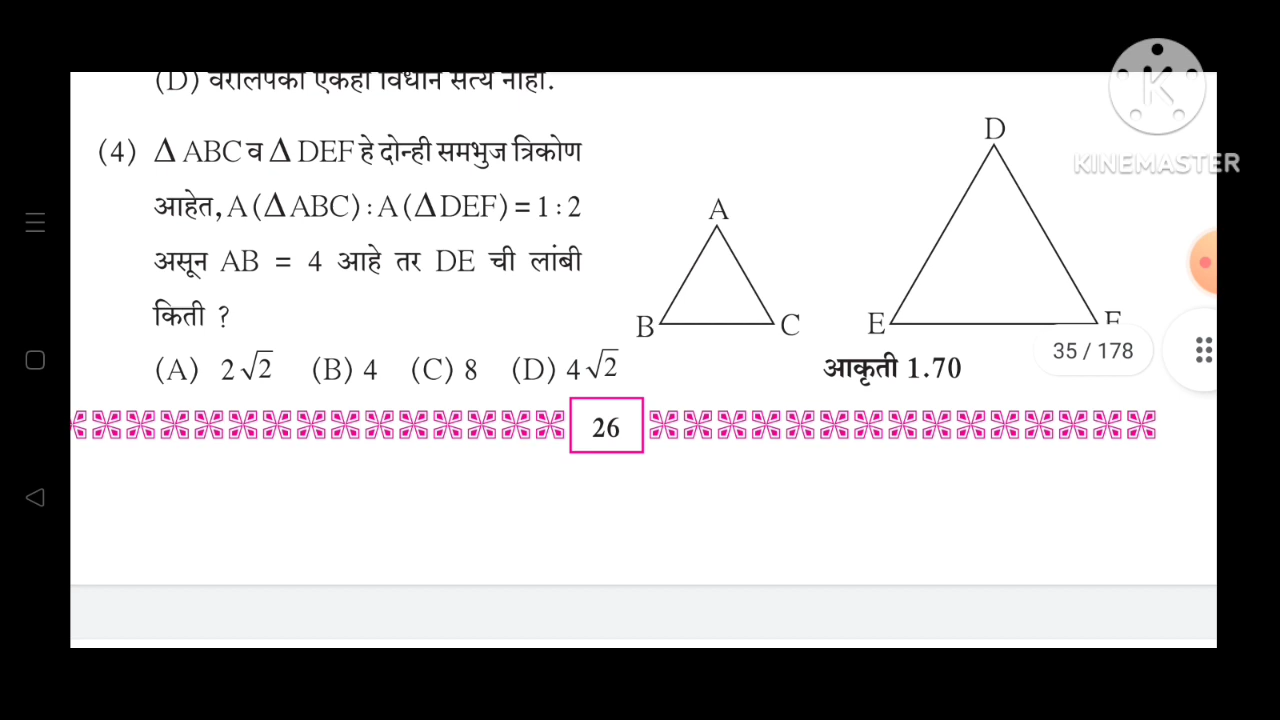 (D) वरीलपैकी एकही विधान सत्य नाही.
(4) Δ ABC व Δ DEF हे दोन्ही समभुज त्रिकोण
आहेत, A (Δ ABC) : A (Δ DEF) = 1 : 2
असून AB = 4 आहे तर DE ची लांबी
किती ?
(A) 2√2 (B) 4 (C) 8 (D) 4√2
A
B
C
D
E
F
आकृती 1.70
26
35 / 178
K
KINEMASTER